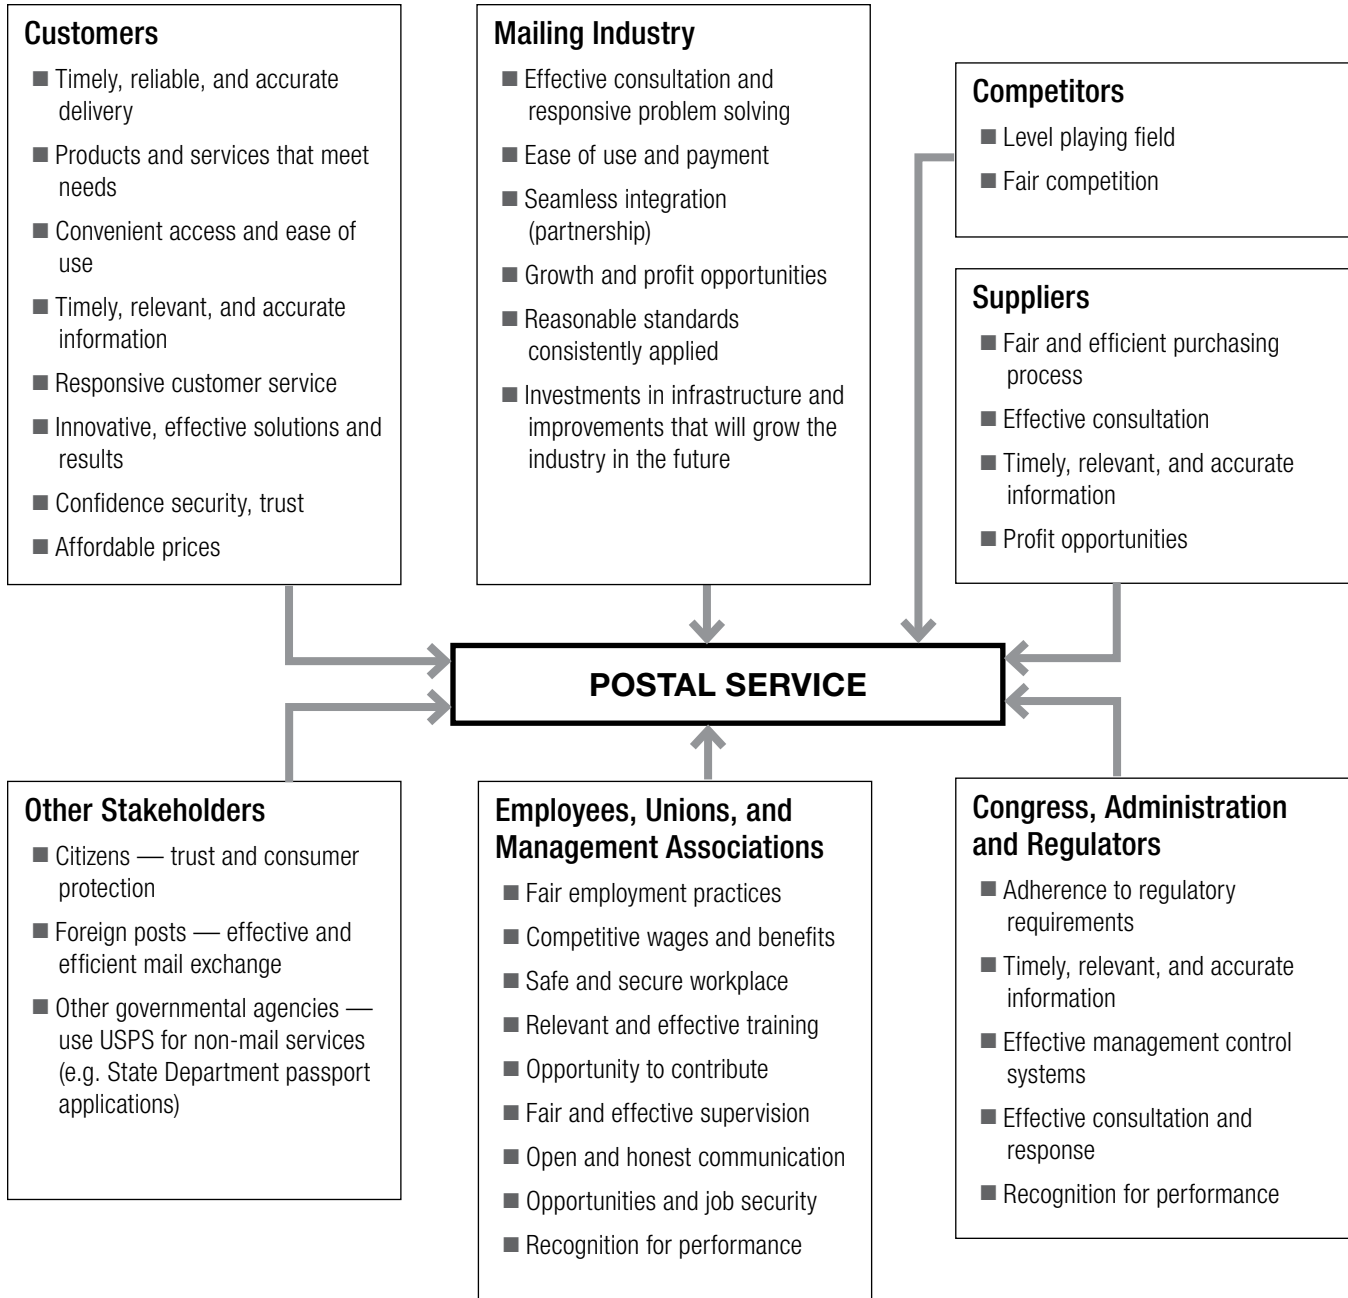 Customers
■ Timely, reliable, and accurate
delivery
■ Products and services that meet
needs
■ Convenient access and ease of
use
■ Timely, relevant, and accurate
information
■ Responsive customer service
■ Innovative, effective solutions and
results
■ Confidence security, trust
■ Affordable prices
Mailing Industry
■ Effective consultation and
responsive problem solving
■ Ease of use and payment
■ Seamless integration
(partnership)
■ Growth and profit opportunities
■ Reasonable standards
consistently applied
■ Investments in infrastructure and
improvements that will grow the
industry in the future
Competitors
■ Level playing field
■ Fair competition
Suppliers
■ Fair and efficient purchasing
process
■ Effective consultation
■ Timely, relevant, and accurate
information
■ Profit opportunities
POSTAL SERVICE
Other Stakeholders
■ Citizens — trust and consumer
protection
■ Foreign posts — effective and
efficient mail exchange
■ Other governmental agencies —
use USPS for non-mail services
(e.g. State Department passport
applications)
Employees, Unions, and
Management Associations
■ Fair employment practices
■ Competitive wages and benefits
■ Safe and secure workplace
■ Relevant and effective training
■ Opportunity to contribute
■ Fair and effective supervision
■ Open and honest communication
■ Opportunities and job security
■ Recognition for performance
Congress, Administration
and Regulators
■ Adherence to regulatory
requirements
■ Timely, relevant, and accurate
information
■ Effective management control
systems
■ Effective consultation and
response
■ Recognition for performance